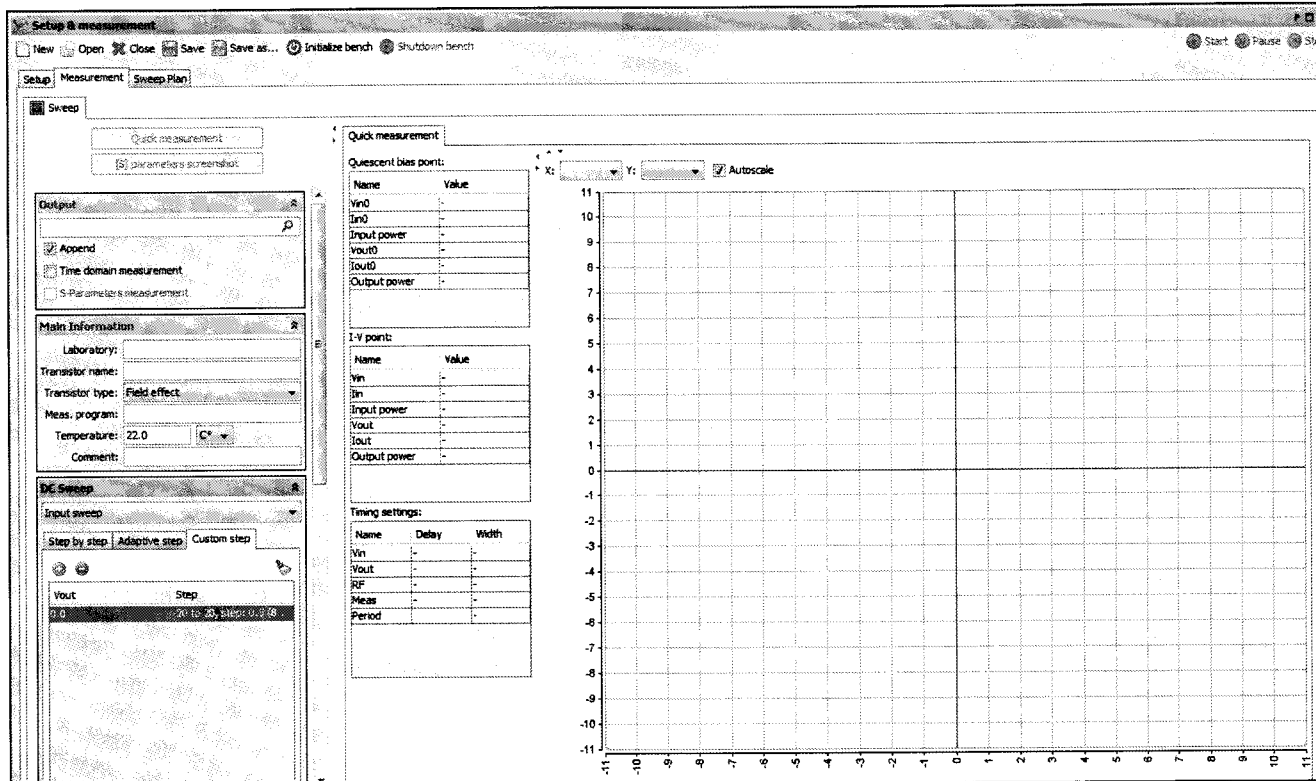 Setup & measurement
New Open Close Save Save as... Initialize bench Shutdown bench Start Pause
Setup Measurement Sweep Plan
Sweep
Quick measurement
[S] parameters screenshot
Output
Append
Time domain measurement
S-Parameters measurement
Main Information
Laboratory:
Transistor name:
Transistor type: Field effect
Meas. program:
Temperature: 22.0 C°
Comment:
DC Sweep
Input sweep
Step by step Adaptive step Custom step
Vout Step
0.0
Quick measurement
Quiescent bias point:
Name Value
Vin0 -
Iin0 -
Input power -
Vout0 -
Iout0 -
Output power -
I-V point:
Name Value
Vin -
Iin -
Input power -
Vout -
Iout -
Output power -
Timing settings:
Name Delay Width
Vin - -
Vout - -
RF - -
Meas - -
Period -
X: Y: Autoscale
11
10
9
8
7
6
5
4
3
2
1
0
-1
-2
-3
-4
-5
-6
-7
-8
-9
-10
-11
-11 -10 -9 -8 -7 -6 -5 -4 -3 -2 -1 0 1 2 3 4 5 6 7 8 9 10 11